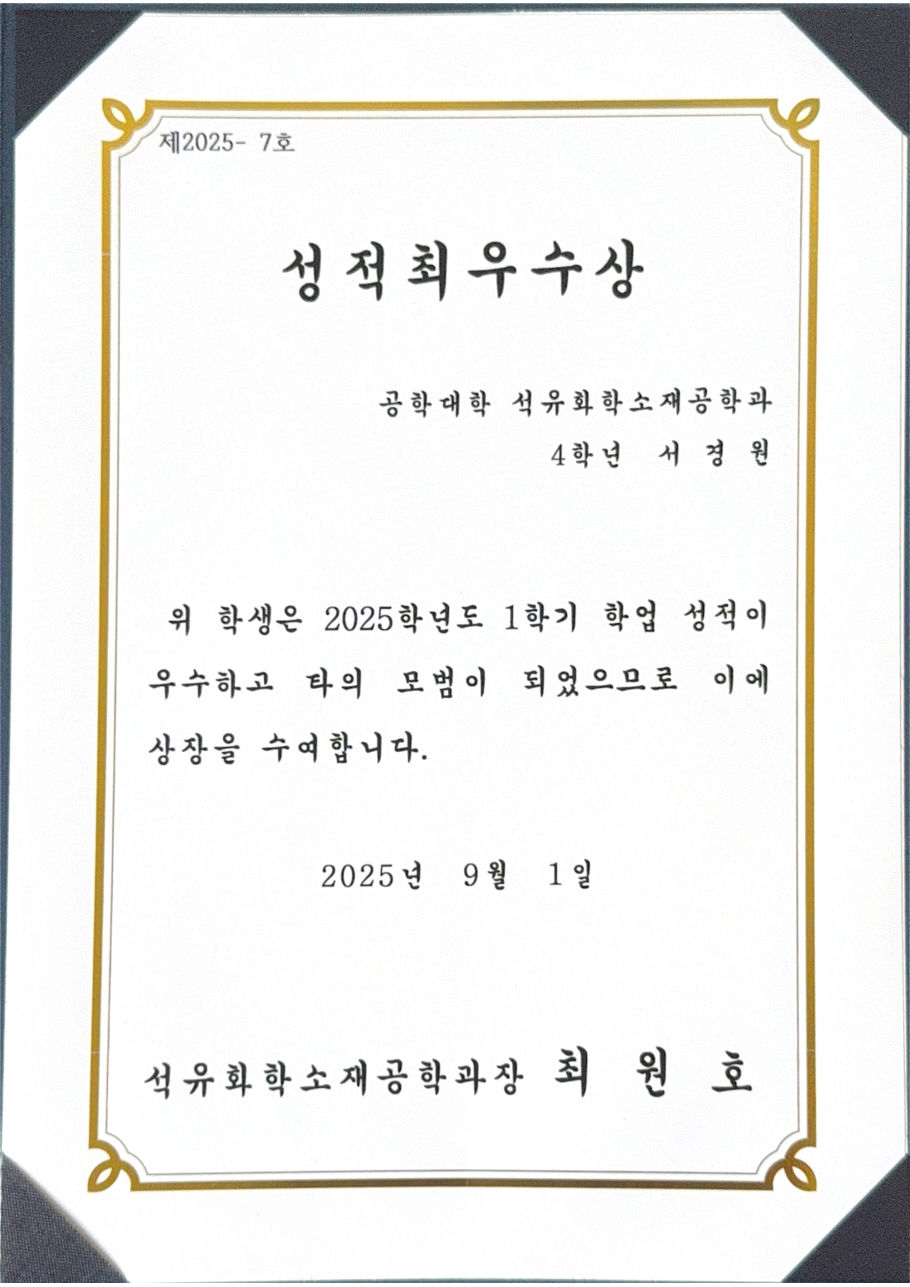 제2025- 7호
성적최우수상
공학대학 석유화학소재공학과
4학년 서 경 원
위 학생은 2025학년도 1학기 학업 성적이
우수하고 타의 모범이 되었으므로 이에
상장을 수여합니다.
2025년 9월 1일
석유화학소재공학과장 최 원 호